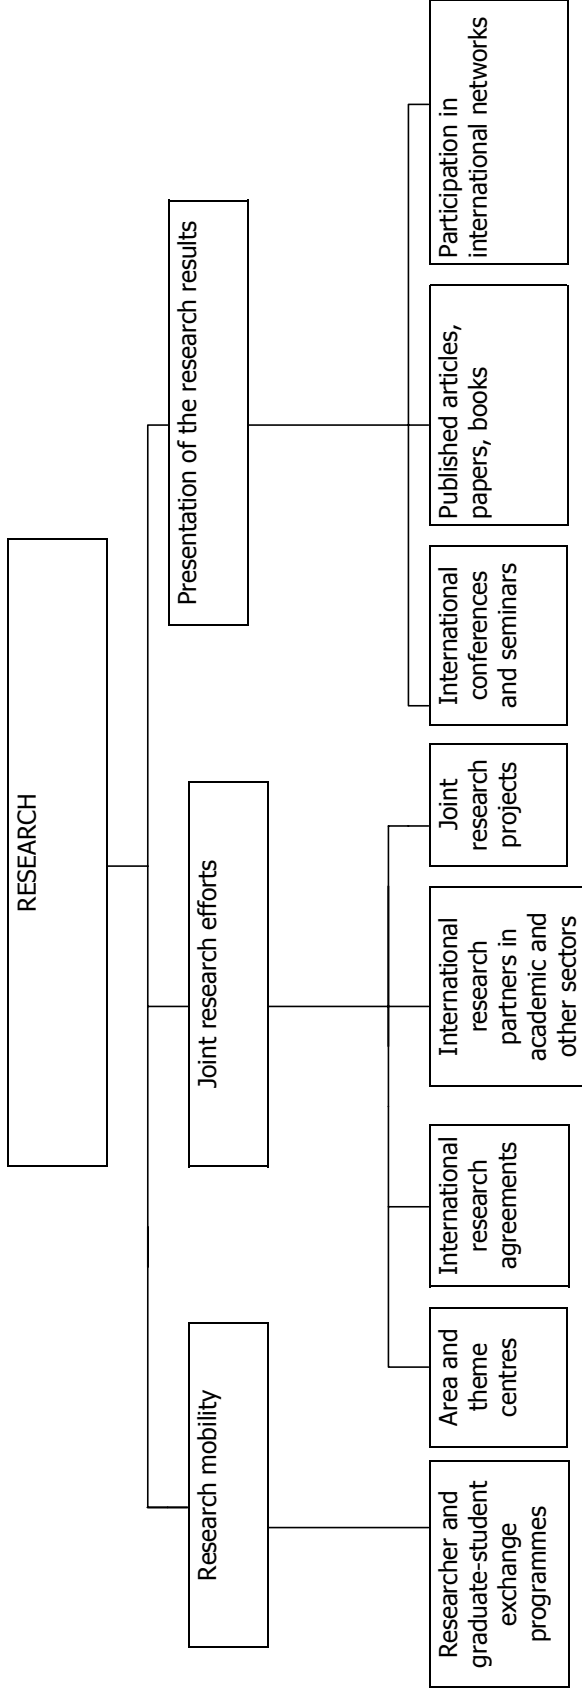 RESEARCH
Research mobility
Joint research efforts
Presentation of the research results
Researcher and
graduate-student
exchange
programmes
Area and
theme
centres
International
research
agreements
International
research
partners in
academic and
other sectors
Joint
research
projects
International
conferences
and seminars
Published articles,
papers, books
Participation in
international networks